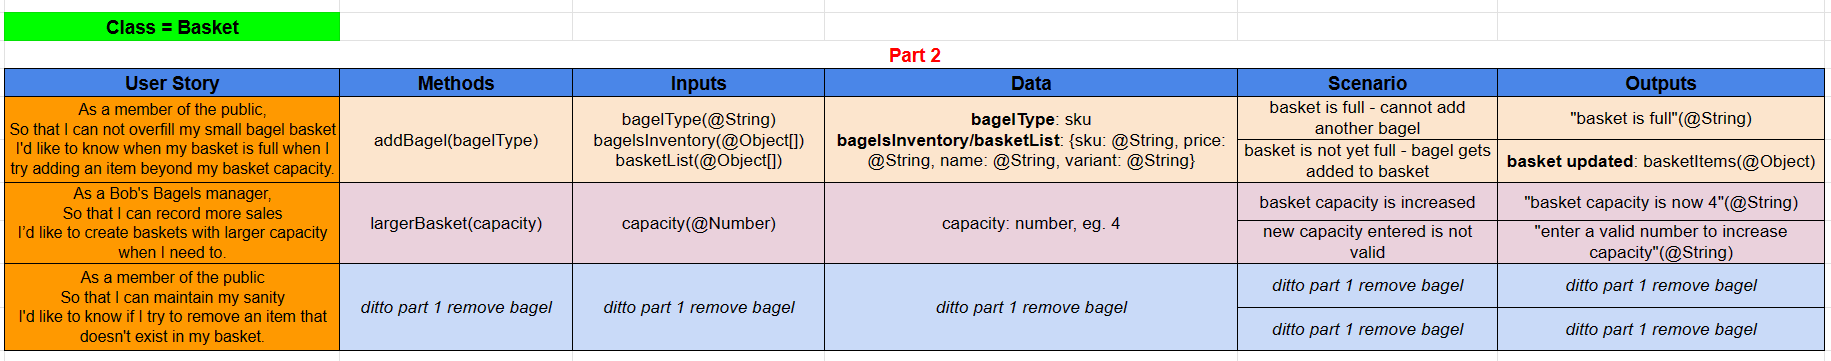 Class = Basket
Part 2
User Story
Methods
Inputs
Data
Scenario
Outputs
As a member of the public,
So that I can not overfill my small bagel basket
I'd like to know when my basket is full when I
try adding an item beyond my basket capacity.
addBagel(bagelType)
bagelType(@String)
bagelsInventory(@Object[])
basketList(@Object[])
bagelType: sku
bagelsInventory/basketList: {sku: @String, price:
@String, name: @String, variant: @String}
basket is full - cannot add
another bagel
"basket is full"(@String)
basket is not yet full - bagel gets
added to basket
basket updated: basketItems(@Object)
As a Bob's Bagels manager,
So that I can record more sales
I’d like to create baskets with larger capacity
when I need to.
largerBasket(capacity)
capacity(@Number)
capacity: number, eg. 4
basket capacity is increased
"basket capacity is now 4"(@String)
new capacity entered is not
valid
"enter a valid number to increase
capacity"(@String)
As a member of the public
So that I can maintain my sanity
I'd like to know if I try to remove an item that
doesn't exist in my basket.
ditto part 1 remove bagel
ditto part 1 remove bagel
ditto part 1 remove bagel
ditto part 1 remove bagel
ditto part 1 remove bagel
ditto part 1 remove bagel
ditto part 1 remove bagel